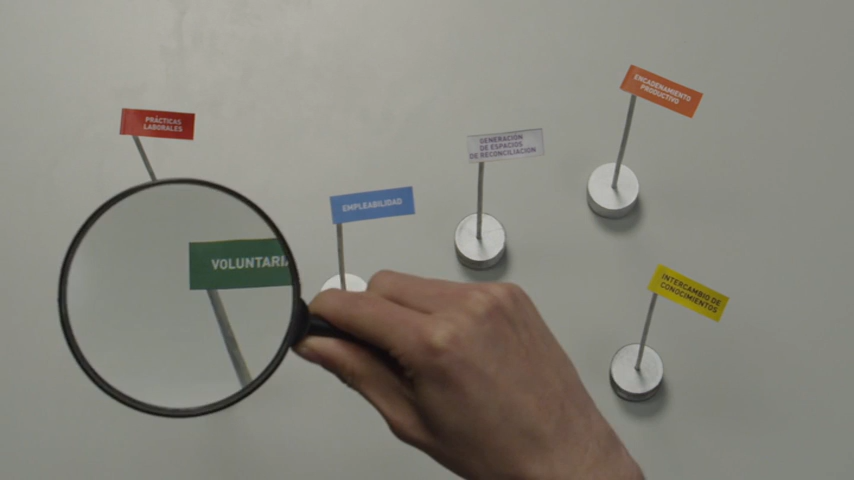 PRÁCTICAS
LABORALES
VOLUNTARIA
EMPLEABILIDAD
GENERACIÓN
DE ESPACIOS
DE RECONCILIACIÓN
ENCADENAMIENTO
PRODUCTIVO
INTERCAMBIO DE
CONOCIMIENTOS